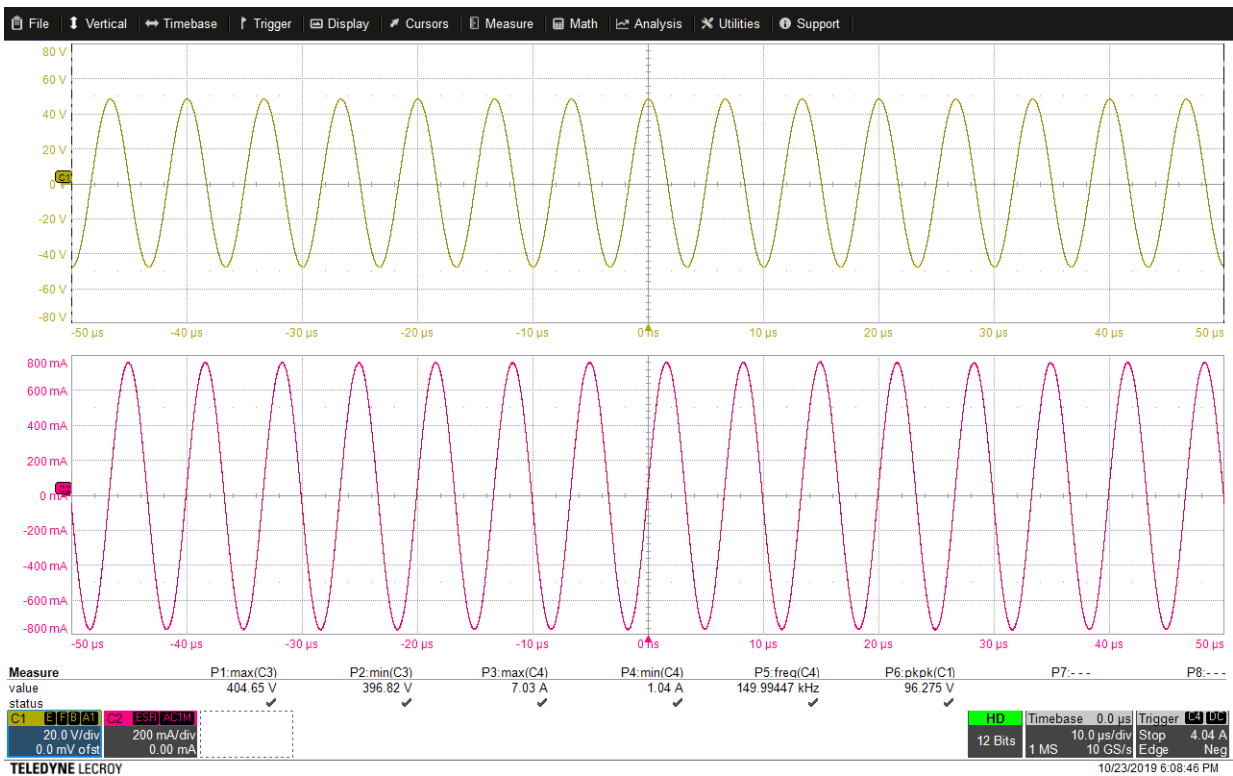 File Vertical Timebase Trigger Display Cursors Measure Math Analysis Utilities Support
80 V
60 V
40 V
20 V
C1
-20 V
-40 V
-60 V
-80 V
-50 µs -40 µs -30 µs -20 µs -10 µs 0 µs 10 µs 20 µs 30 µs 40 µs 50 µs
800 mA
600 mA
400 mA
200 mA
C2
0 mA
-200 mA
-400 mA
-600 mA
-800 mA
-50 µs -40 µs -30 µs -20 µs -10 µs 0 µs 10 µs 20 µs 30 µs 40 µs 50 µs
Measure P1:max(C3) P2:min(C3) P3:max(C4) P4:min(C4) P5:freq(C4) P6:pkpk(C1) P7:- - - P8:- - -
value 404.65 V 396.82 V 7.03 A 1.04 A 149.99447 kHz 96.275 V
status ✔ ✔ ✔ ✔ ✔ ✔
C1 E F B A1 C2 ESR AC1M HD Timebase 0.0 µs Trigger C4 DC
20.0 V/div 200 mA/div 12 Bits 10.0 µs/div Stop 4.04 A
0.0 mV ofst 0.00 mA 1 MS 10 GS/s Edge Neg
TELEDYNE LECROY 10/23/2019 6:08:46 PM